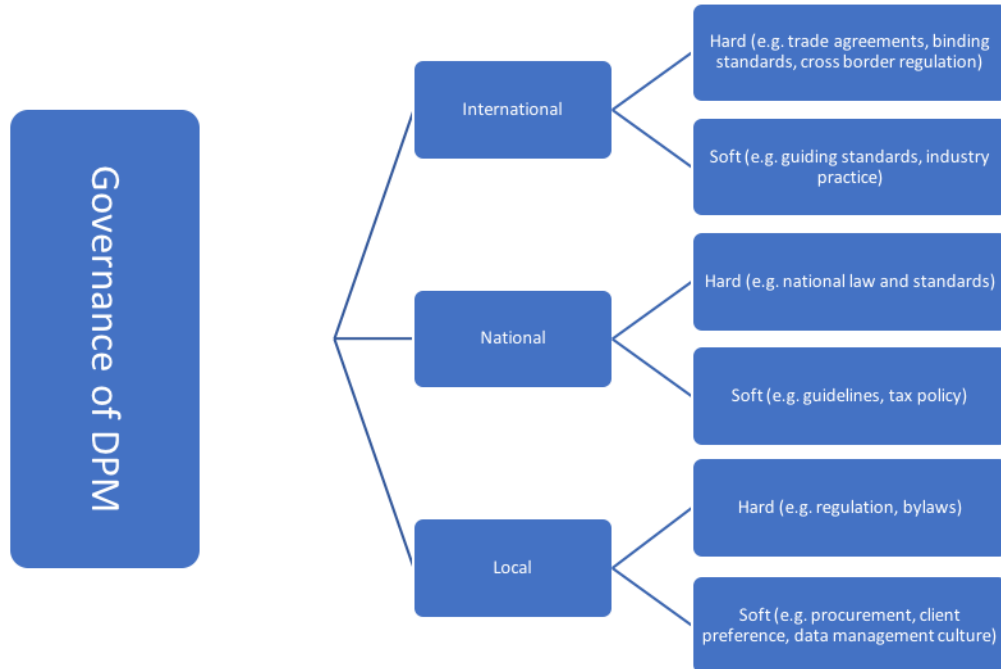 Governance of DPM
International
Hard (e.g. trade agreements, binding
standards, cross border regulation)
Soft (e.g. guiding standards, industry
practice)
National
Hard (e.g. national law and standards)
Soft (e.g. guidelines, tax policy)
Local
Hard (e.g. regulation, bylaws)
Soft (e.g. procurement, client
preference, data management culture)